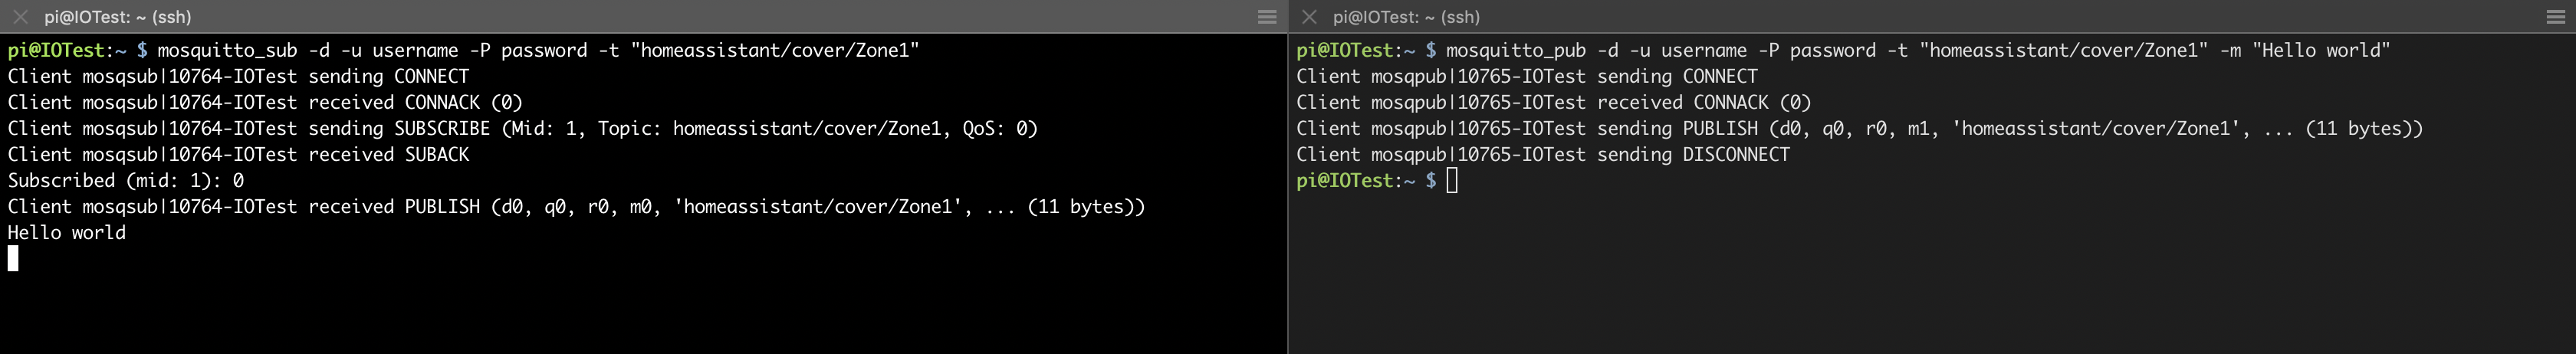 pi@IOTest: ~ (ssh)
pi@IOTest:~ $ mosquitto_sub -d -u username -P password -t "homeassistant/cover/Zone1"
Client mosqsub|10764-IOTest sending CONNECT
Client mosqsub|10764-IOTest received CONNACK (0)
Client mosqsub|10764-IOTest sending SUBSCRIBE (Mid: 1, Topic: homeassistant/cover/Zone1, QoS: 0)
Client mosqsub|10764-IOTest received SUBACK
Subscribed (mid: 1): 0
Client mosqsub|10764-IOTest received PUBLISH (d0, q0, r0, m0, 'homeassistant/cover/Zone1', ... (11 bytes))
Hello world
pi@IOTest: ~ (ssh)
pi@IOTest:~ $ mosquitto_pub -d -u username -P password -t "homeassistant/cover/Zone1" -m "Hello world"
Client mosqpub|10765-IOTest sending CONNECT
Client mosqpub|10765-IOTest received CONNACK (0)
Client mosqpub|10765-IOTest sending PUBLISH (d0, q0, r0, m1, 'homeassistant/cover/Zone1', ... (11 bytes))
Client mosqpub|10765-IOTest sending DISCONNECT
pi@IOTest:~ $